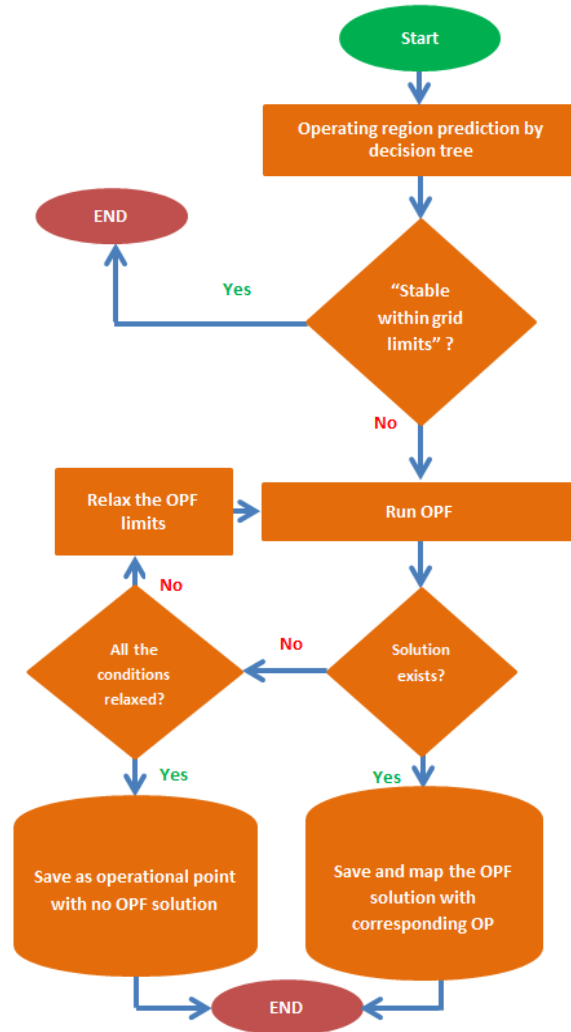 Start
Operating region prediction by
decision tree
END
Yes
“Stable
within grid
limits” ?
No
Relax the OPF
limits
Run OPF
No
All the
conditions
relaxed?
No
Solution
exists?
Yes
Yes
Save as operational point
with no OPF solution
Save and map the OPF
solution with
corresponding OP
END